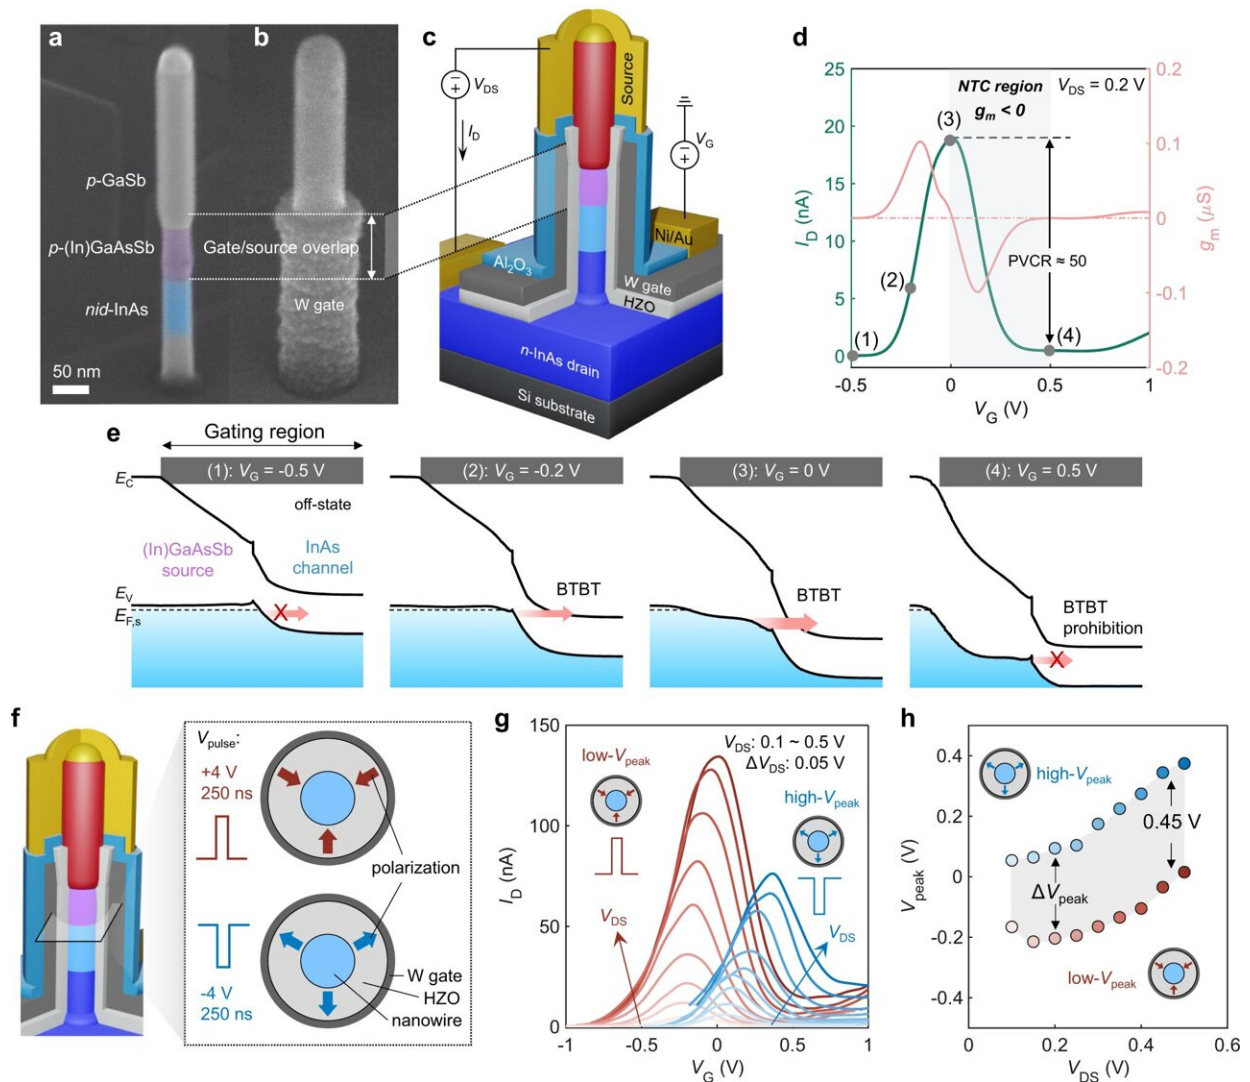 a
p-GaSb
p-(In)GaAsSb
nid-InAs
50 nm
b
Gate/source overlap
W gate
c
Source
V_DS
I_D
V_G
Ni/Au
Al₂O₃
W gate
HZO
n-InAs drain
Si substrate
d
NTC region
g_m < 0
V_DS = 0.2 V
(1)
(2)
(3)
(4)
PVCR ≈ 50
25
20
15
10
5
0
I_D (nA)
0.2
0.1
0
-0.1
-0.2
g_m (μS)
-0.5
0
0.5
1
V_G (V)
e
Gating region
(1): V_G = -0.5 V
(2): V_G = -0.2 V
(3): V_G = 0 V
(4): V_G = 0.5 V
E_C
off-state
(In)GaAsSb
source
InAs
channel
E_V
E_F,s
BTBT
BTBT
BTBT
prohibition
f
V_pulse:
+4 V
250 ns
-4 V
250 ns
polarization
W gate
HZO
nanowire
g
low-V_peak
V_DS: 0.1 ~ 0.5 V
ΔV_DS: 0.05 V
high-V_peak
V_DS
V_DS
150
100
50
0
I_D (nA)
-1
-0.5
0
0.5
1
V_G (V)
h
high-V_peak
0.45 V
ΔV_peak
low-V_peak
0.4
0.2
0
-0.2
-0.5
V_peak (V)
0
0.2
0.4
0.6
V_DS (V)